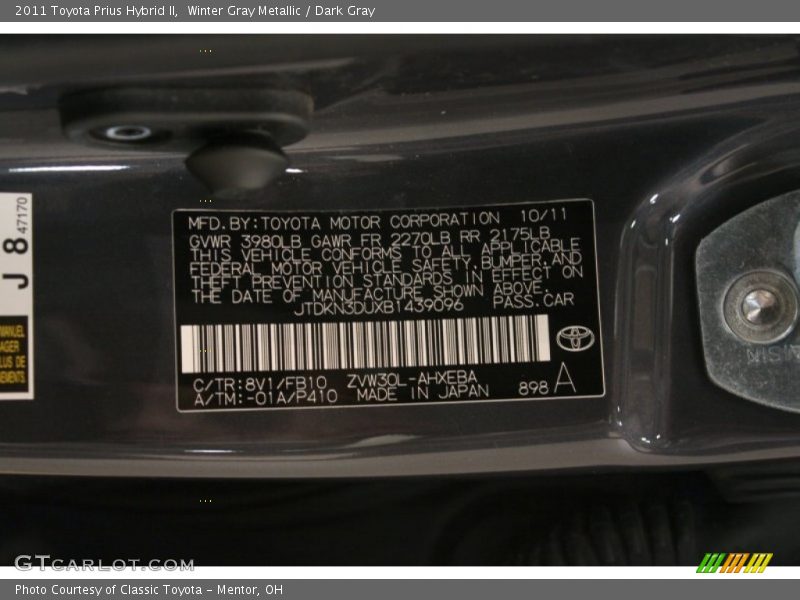 2011 Toyota Prius Hybrid II, Winter Gray Metallic / Dark Gray
J 8 47170
MANUEL
MFD.BY:TOYOTA MOTOR CORPORATION 10/11
GVWR 3980LB GAWR FR 2270LB RR 2175LB
THIS VEHICLE CONFORMS TO ALL APPLICABLE
FEDERAL MOTOR VEHICLE SAFETY,BUMPER,AND
THEFT PREVENTION STANDARDS IN EFFECT ON
THE DATE OF MANUFACTURE SHOWN ABOVE.
JTDKN3DUXB1439096 PASS.CAR
C/TR:8V1/FB10 ZVW30L-AHXEBA
A/TM:-01A/P410 MADE IN JAPAN 898 A
GTCARLOT.COM
Photo Courtesy of Classic Toyota - Mentor, OH